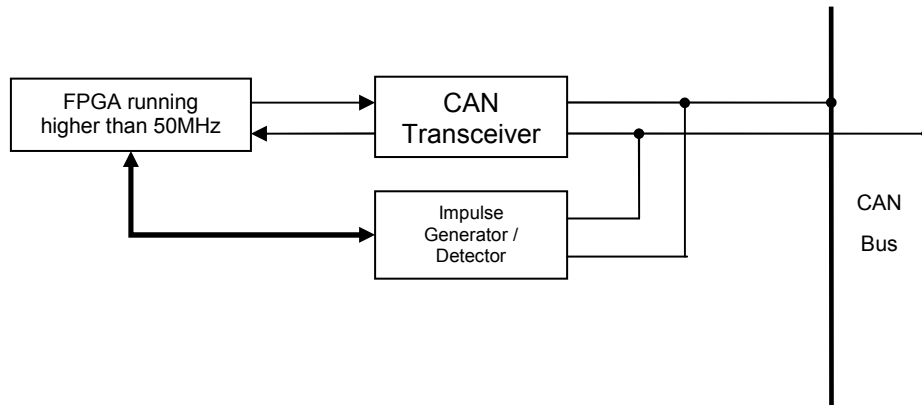 FPGA running
higher than 50MHz
CAN
Transceiver
Impulse
Generator /
Detector
CAN
Bus